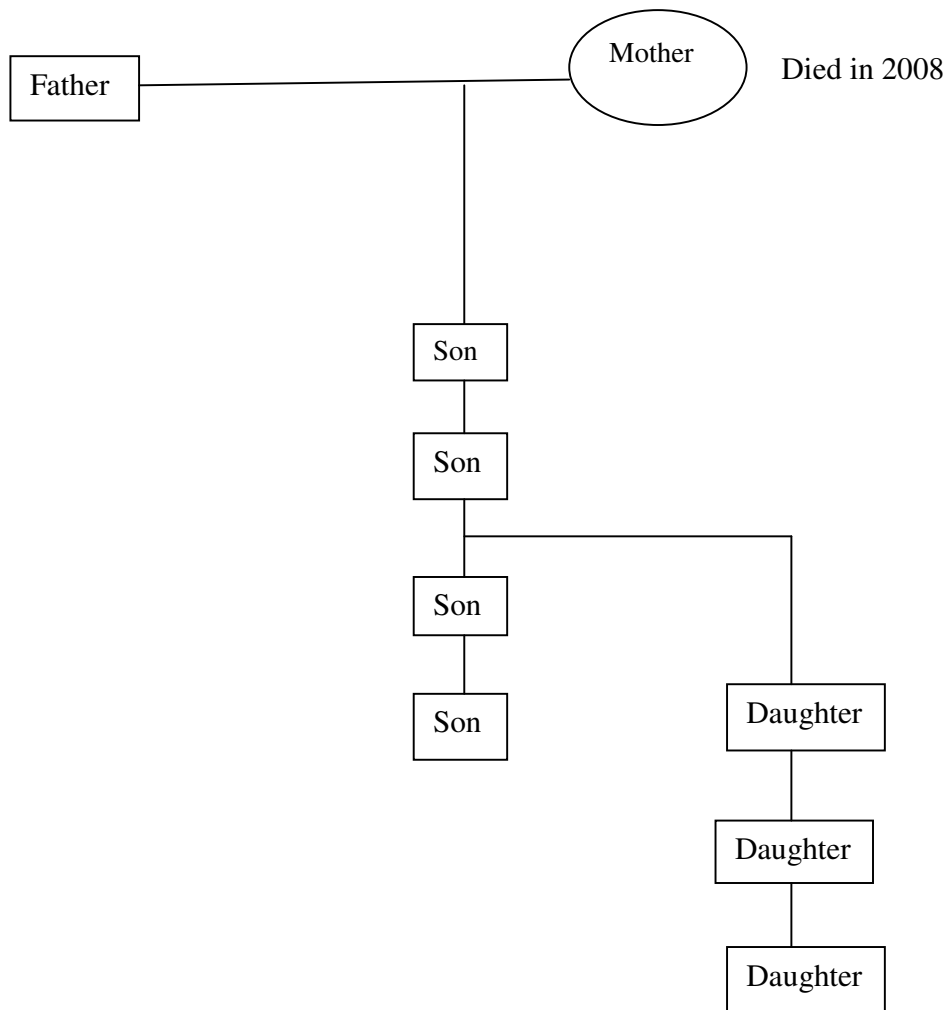 Father
Mother
Died in 2008
Son
Son
Son
Son
Daughter
Daughter
Daughter